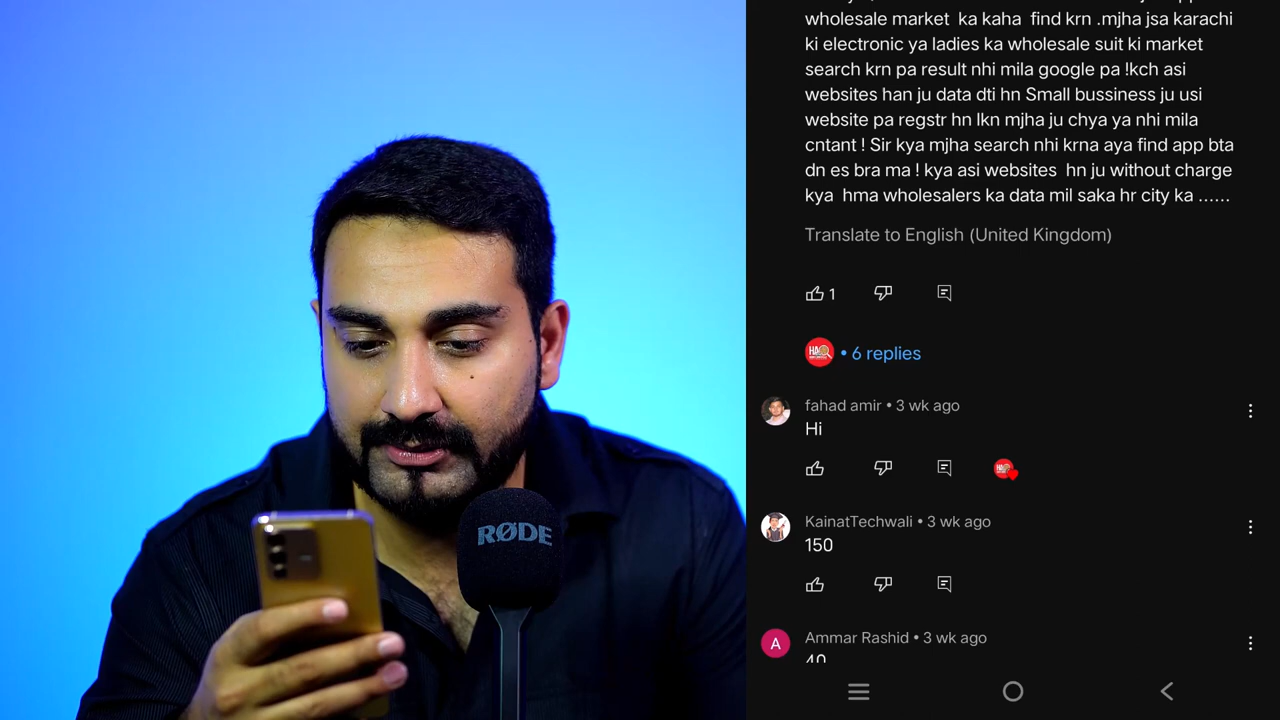 wholesale market ka kaha find krn .mjha jsa karachi
ki electronic ya ladies ka wholesale suit ki market
search krn pa result nhi mila google pa !kch asi
websites han ju data dti hn Small bussiness ju usi
website pa regstr hn lkn mjha ju chya ya nhi mila
cntant ! Sir kya mjha search nhi krna aya find app bta
dn es bra ma ! kya asi websites hn ju without charge
kya hma wholesalers ka data mil saka hr city ka ......
Translate to English (United Kingdom)
1
• 6 replies
fahad amir • 3 wk ago
Hi
KainatTechwali • 3 wk ago
150
A
Ammar Rashid • 3 wk ago
40
RØDE